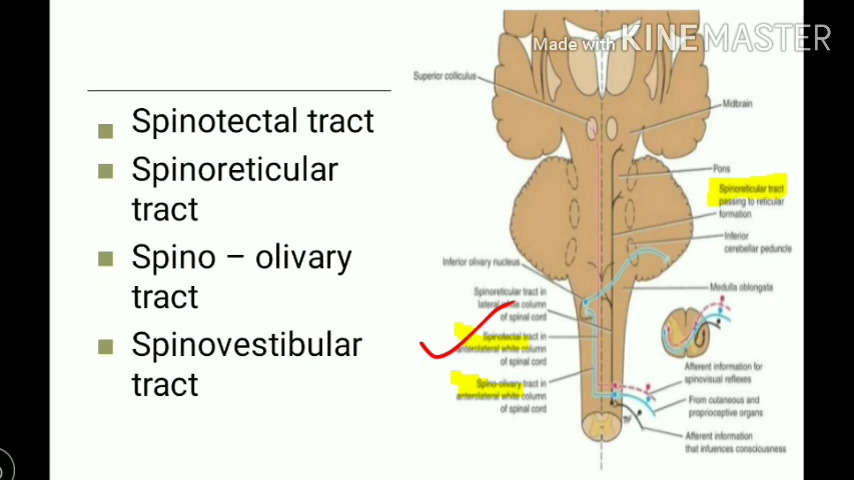 Made with KINEMASTER
Spinotectal tract
Spinoreticular
tract
Spino – olivary
tract
Spinovestibular
tract
Superior colliculus
Midbrain
Pons
Spinoreticular tract
passing to reticular
formation
Inferior
cerebellar peduncle
Inferior olivary nucleus
Medulla oblongata
Spinoreticular tract in
lateral white column
of spinal cord
Spinotectal tract in
anterolateral white column
of spinal cord
Spino-olivary tract in
anterolateral white column
of spinal cord
Afferent information for
spinovisual reflexes
From cutaneous and
proprioceptive organs
Afferent information
that infuences consciousness